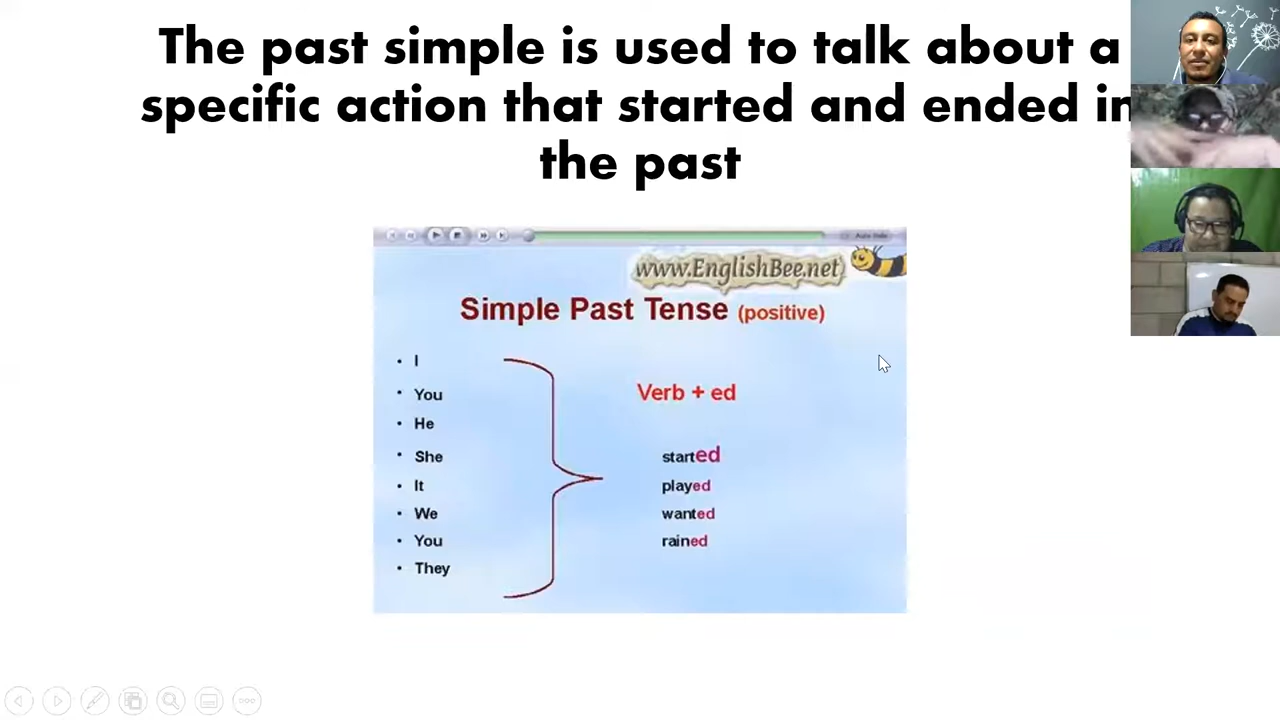 The past simple is used to talk about a
specific action that started and ended in
the past
www.EnglishBee.net
Simple Past Tense (positive)
• I
• You
• He
• She
• It
• We
• You
• They
Verb + ed
started
played
wanted
rained